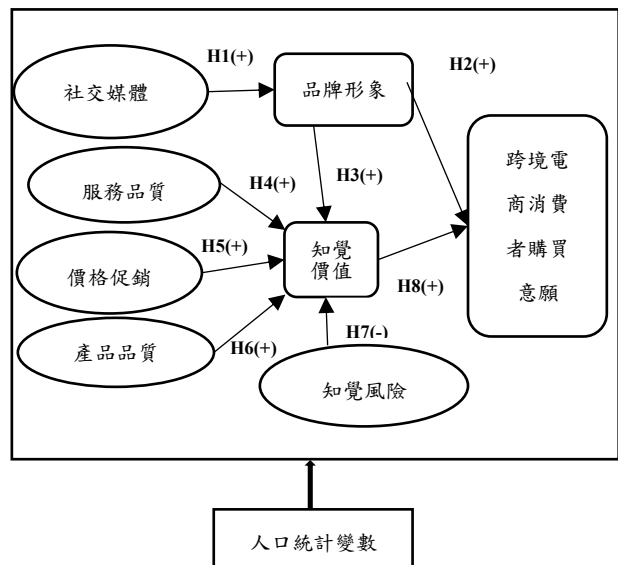 H1(+)
H2(+)
社交媒體
品牌形象
跨境電
商消費
者購買
意願
H3(+)
服務品質
H4(+)
知覺
價值
H5(+)
價格促銷
H8(+)
產品品質
H6(+)
H7(-)
知覺風險
人口統計變數